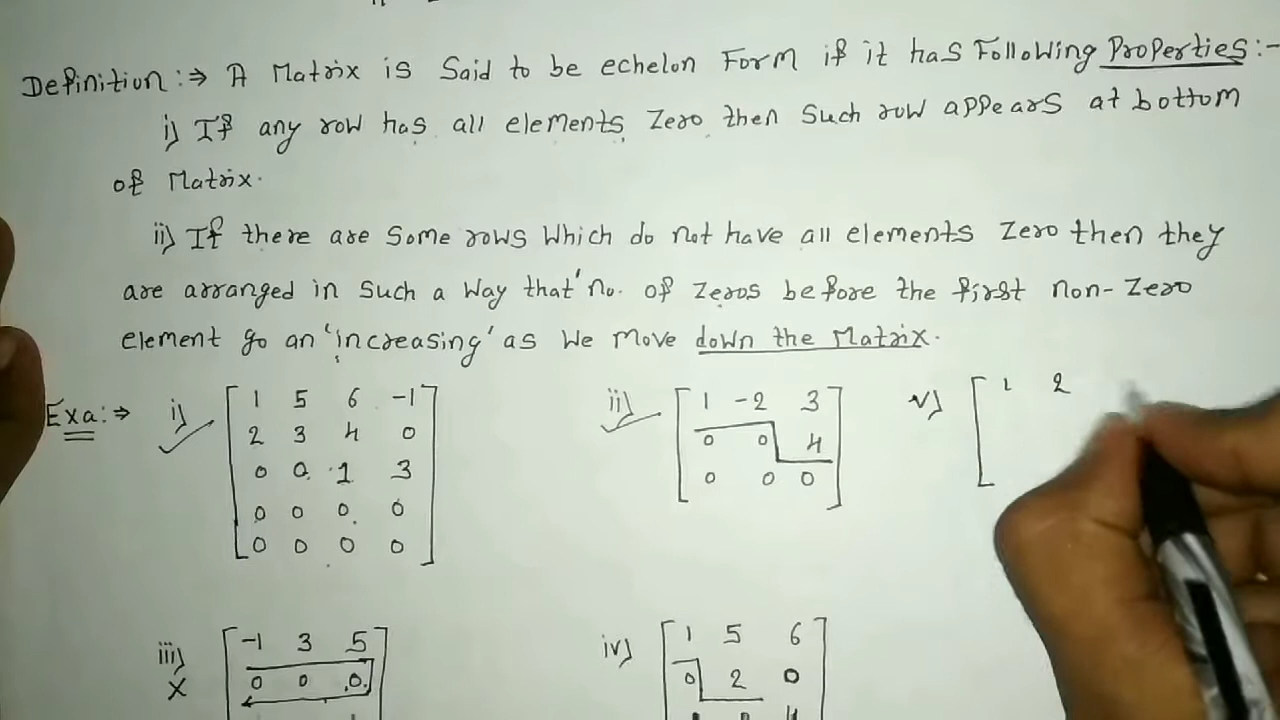 Definition :⇒ A Matrix is Said to be echelon Form if it has Following Properties :-
i) If any row has all elements Zero then Such row appears at bottom
of Matrix.
ii) If there are Some rows Which do not have all elements Zero then they
are arranged in Such a Way that 'no. of zeros before the first non-Zero
element go on 'increasing' as We move down the Matrix.
Exa :⇒ i)
1 5 6 -1
2 3 4 0
0 0 1 3
0 0 0 0
0 0 0 0
ii)
1 -2 3
0 0 4
0 0 0
v)
1 2
iii)
X
-1 3 5
0 0 0
iv)
1 5 6
0 2 0